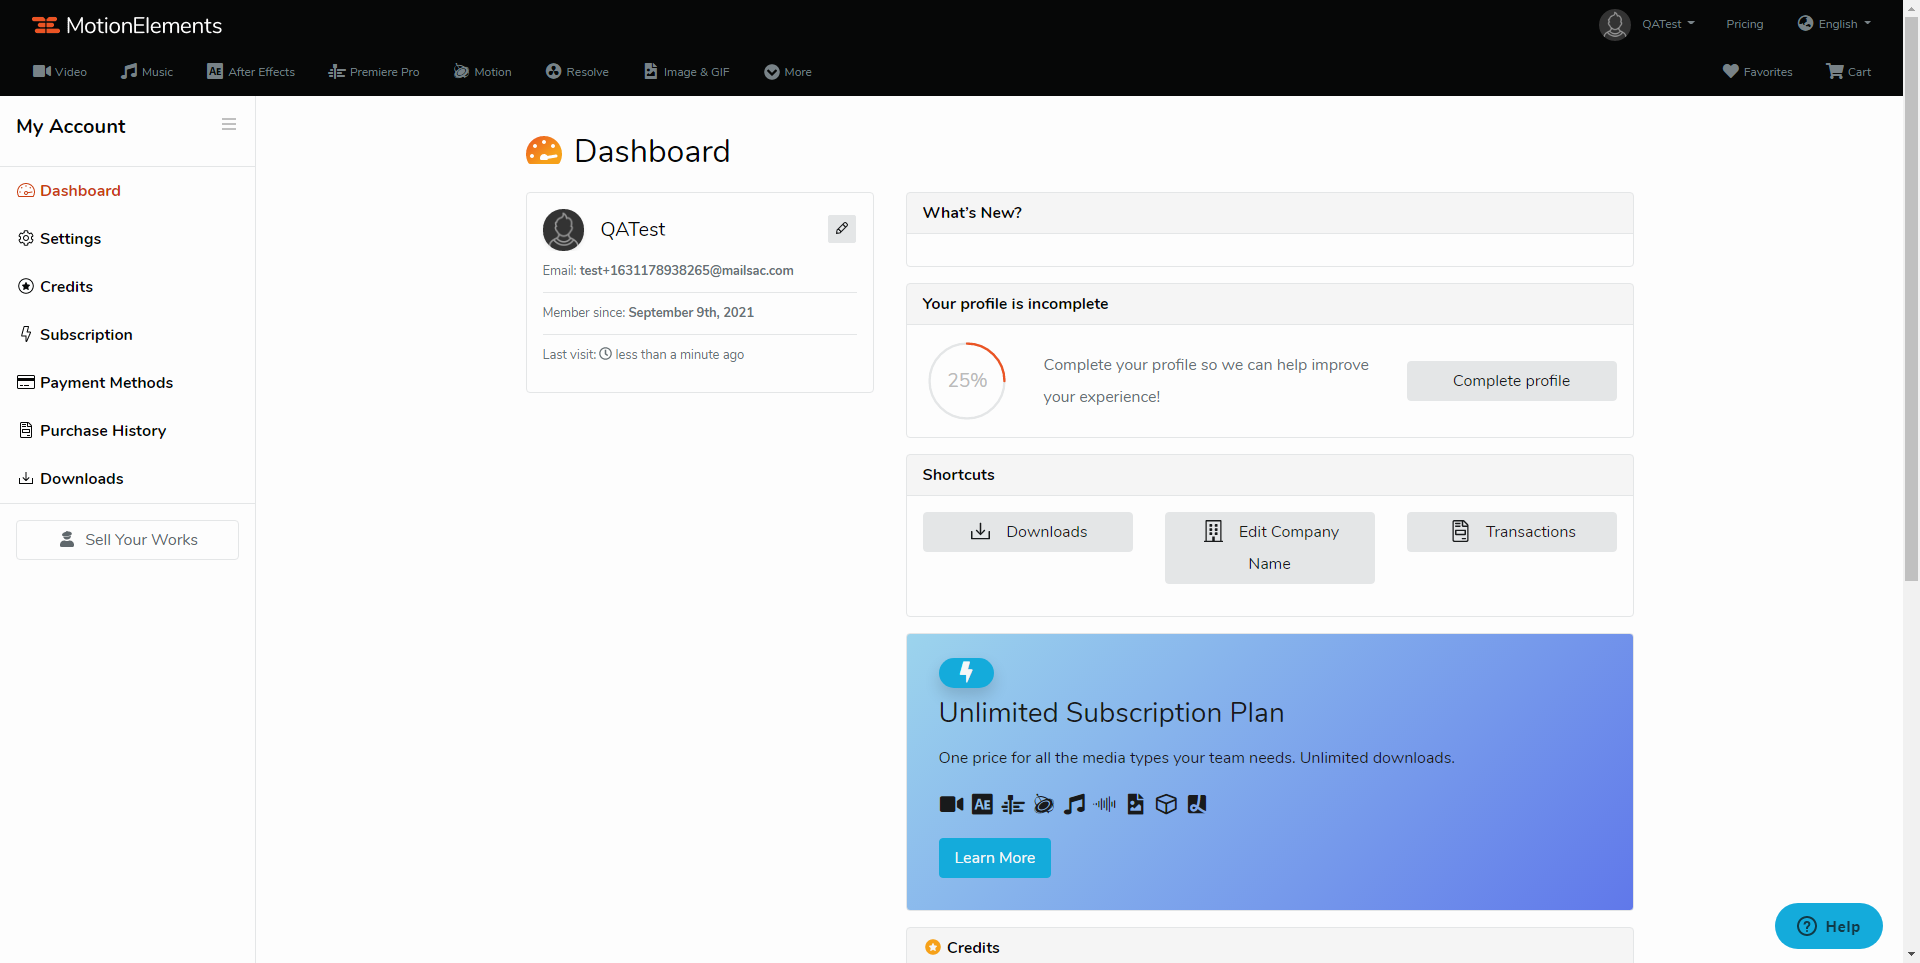 MotionElements
QATest
Pricing
English
Video
Music
AE After Effects
Premiere Pro
Motion
Resolve
Image & GIF
More
Favorites
Cart
My Account
Dashboard
Settings
Credits
Subscription
Payment Methods
Purchase History
Downloads
Sell Your Works
Dashboard
QATest
Email: test+1631178938265@mailsac.com
Member since: September 9th, 2021
Last visit: less than a minute ago
What's New?
Your profile is incomplete
25%
Complete your profile so we can help improve
your experience!
Complete profile
Shortcuts
Downloads
Edit Company
Name
Transactions
Unlimited Subscription Plan
One price for all the media types your team needs. Unlimited downloads.
AE
Learn More
Credits
Help